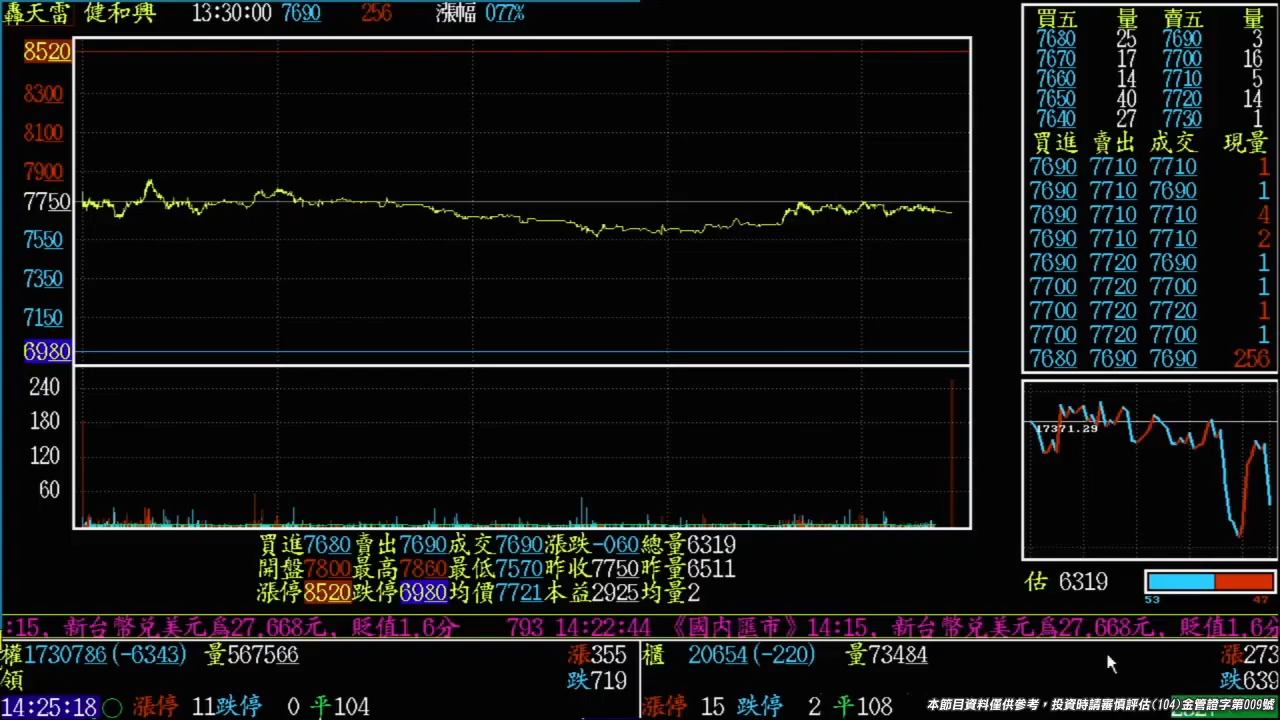 轟天雷 健和興 13:30:00 7690 256 漲幅 077%
8520
8300
8100
7900
7750
7550
7350
7150
6980
240
180
120
60
買進7680賣出7690成交7690漲跌-060總量6319
開盤7800最高7860最低7570昨收7750昨量6511
漲停8520跌停6980均價7721本益2925均量2
買五 量 賣五 量
7680 25 7690 3
7670 17 7700 16
7660 14 7710 5
7650 40 7720 14
7640 27 7730 1
買進 賣出 成交 現量
7690 7710 7710 1
7690 7710 7690 1
7690 7710 7710 4
7690 7710 7710 2
7690 7720 7690 1
7700 7720 7700 1
7700 7720 7720 1
7700 7720 7700 1
7680 7690 7690 256
17371.29
估 6319
53 47
:15, 新台幣兌美元為27.668元, 貶值1.6分 793 14:22:44 《國內匯市》14:15, 新台幣兌美元為27.668元, 貶值1.6分
權1730786(-6343) 量567566 漲355 櫃 20654(-220) 量73484 漲273
領 跌719 跌639
14:25:18 漲停 11跌停 0 平104 漲停 15 跌停 2 平108
本節目資料僅供參考，投資時請審慎評估(104)金管證字第009號